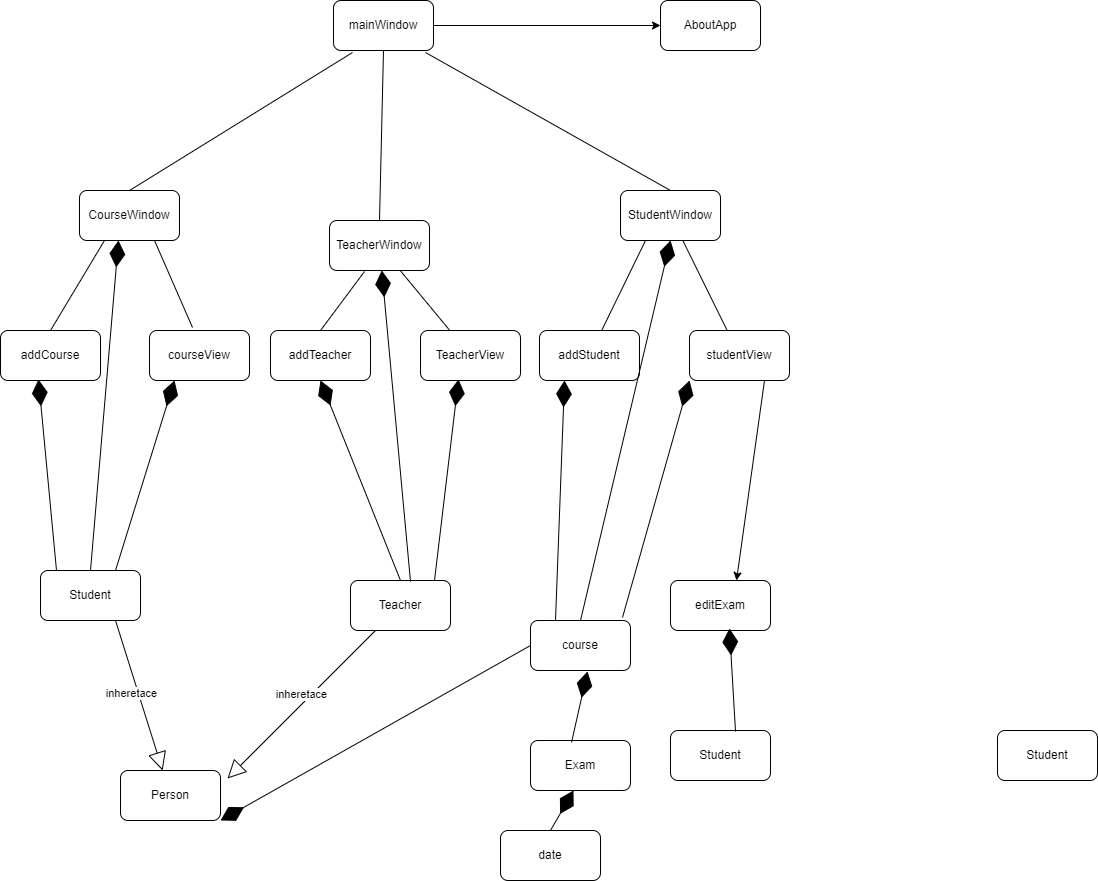 mainWindow
AboutApp
CourseWindow
TeacherWindow
StudentWindow
addCourse
courseView
addTeacher
TeacherView
addStudent
studentView
Student
Teacher
course
editExam
inheretace
inheretace
Person
Exam
Student
Student
date